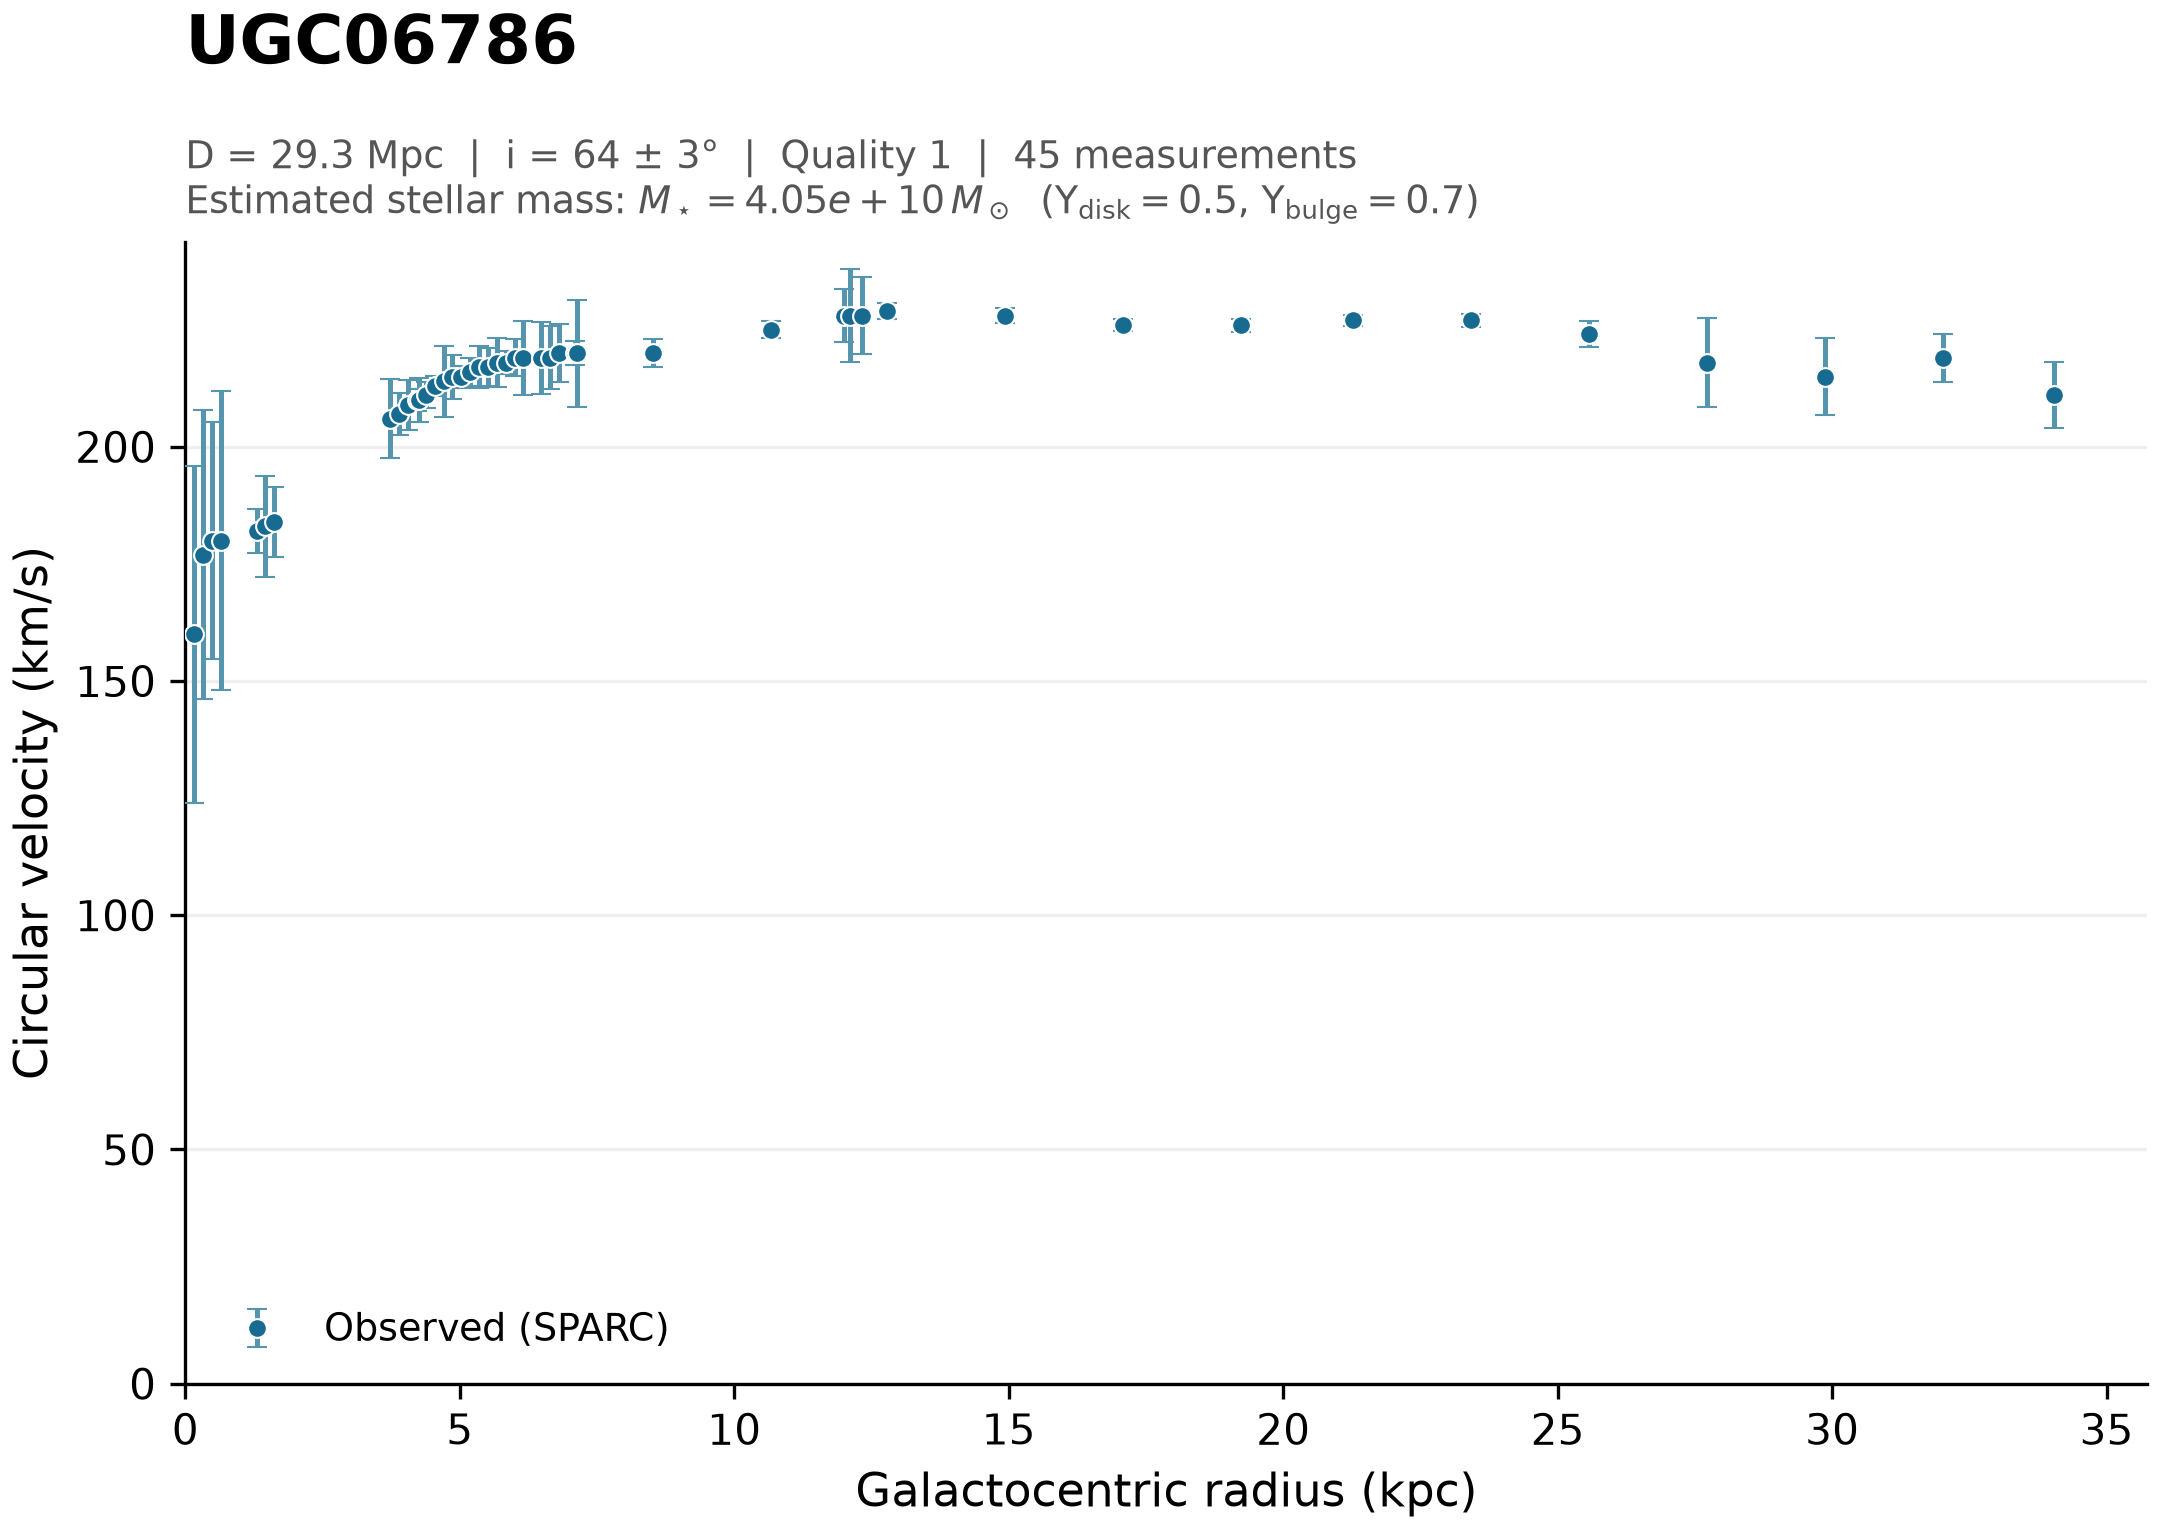 UGC06786
D = 29.3 Mpc | i = 64 ± 3° | Quality 1 | 45 measurements
Estimated stellar mass: M⋆ = 4.05e + 10 M⊙ (Υdisk = 0.5, Υbulge = 0.7)
Circular velocity (km/s)
200
150
100
50
0
Observed (SPARC)
0 5 10 15 20 25 30 35
Galactocentric radius (kpc)